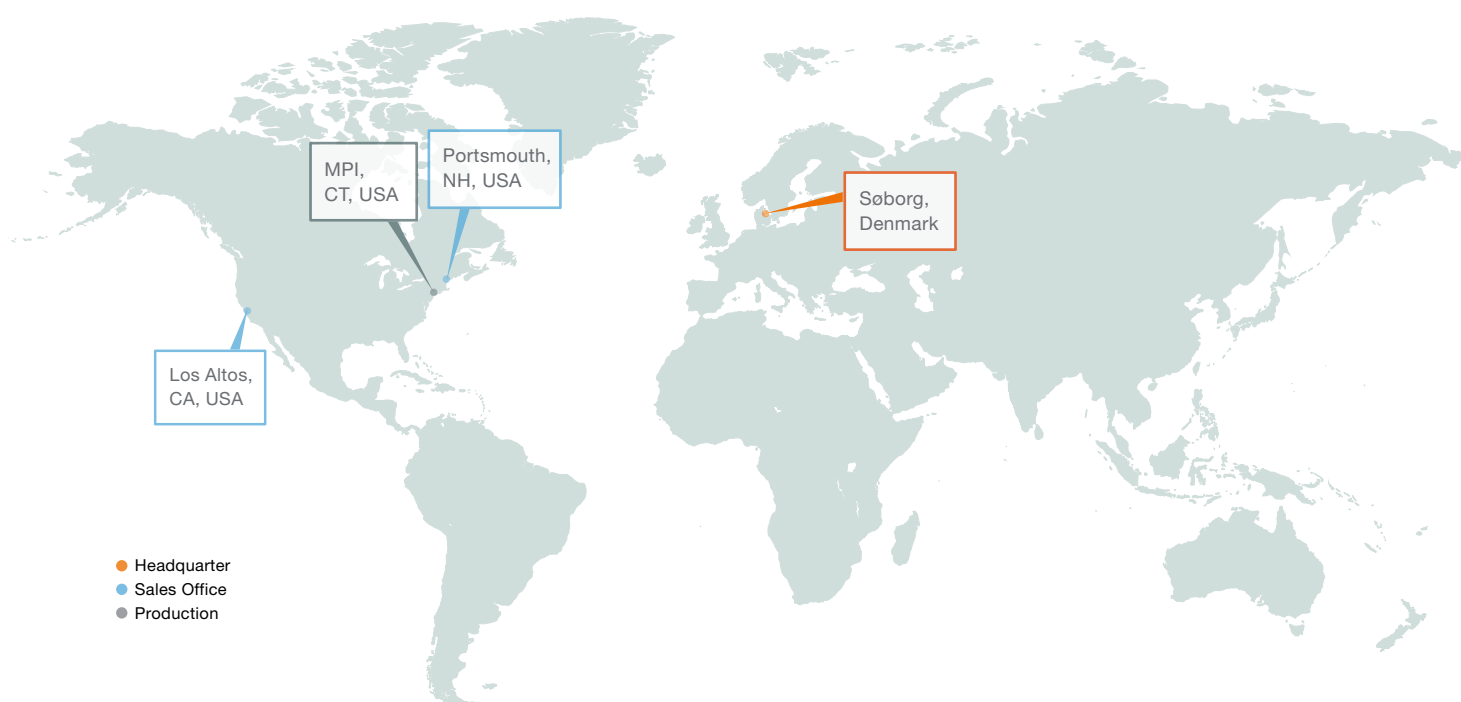 MPI,
CT, USA
Portsmouth,
NH, USA
Søborg,
Denmark
Los Altos,
CA, USA
Headquarter
Sales Office
Production